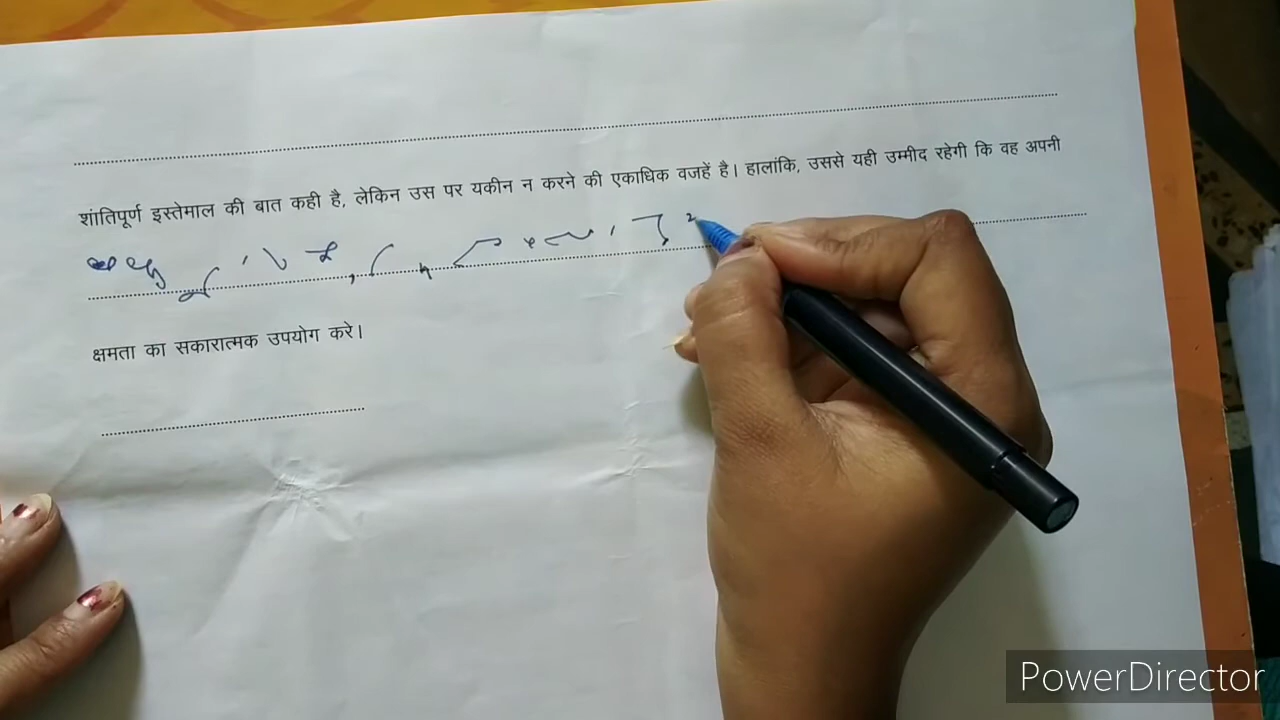 शांतिपूर्ण इस्तेमाल की बात कही है, लेकिन उस पर यकीन न करने की एकाधिक वजहें है। हालांकि, उससे यही उम्मीद रहेगी कि वह अपनी
क्षमता का सकारात्मक उपयोग करे।
PowerDirector